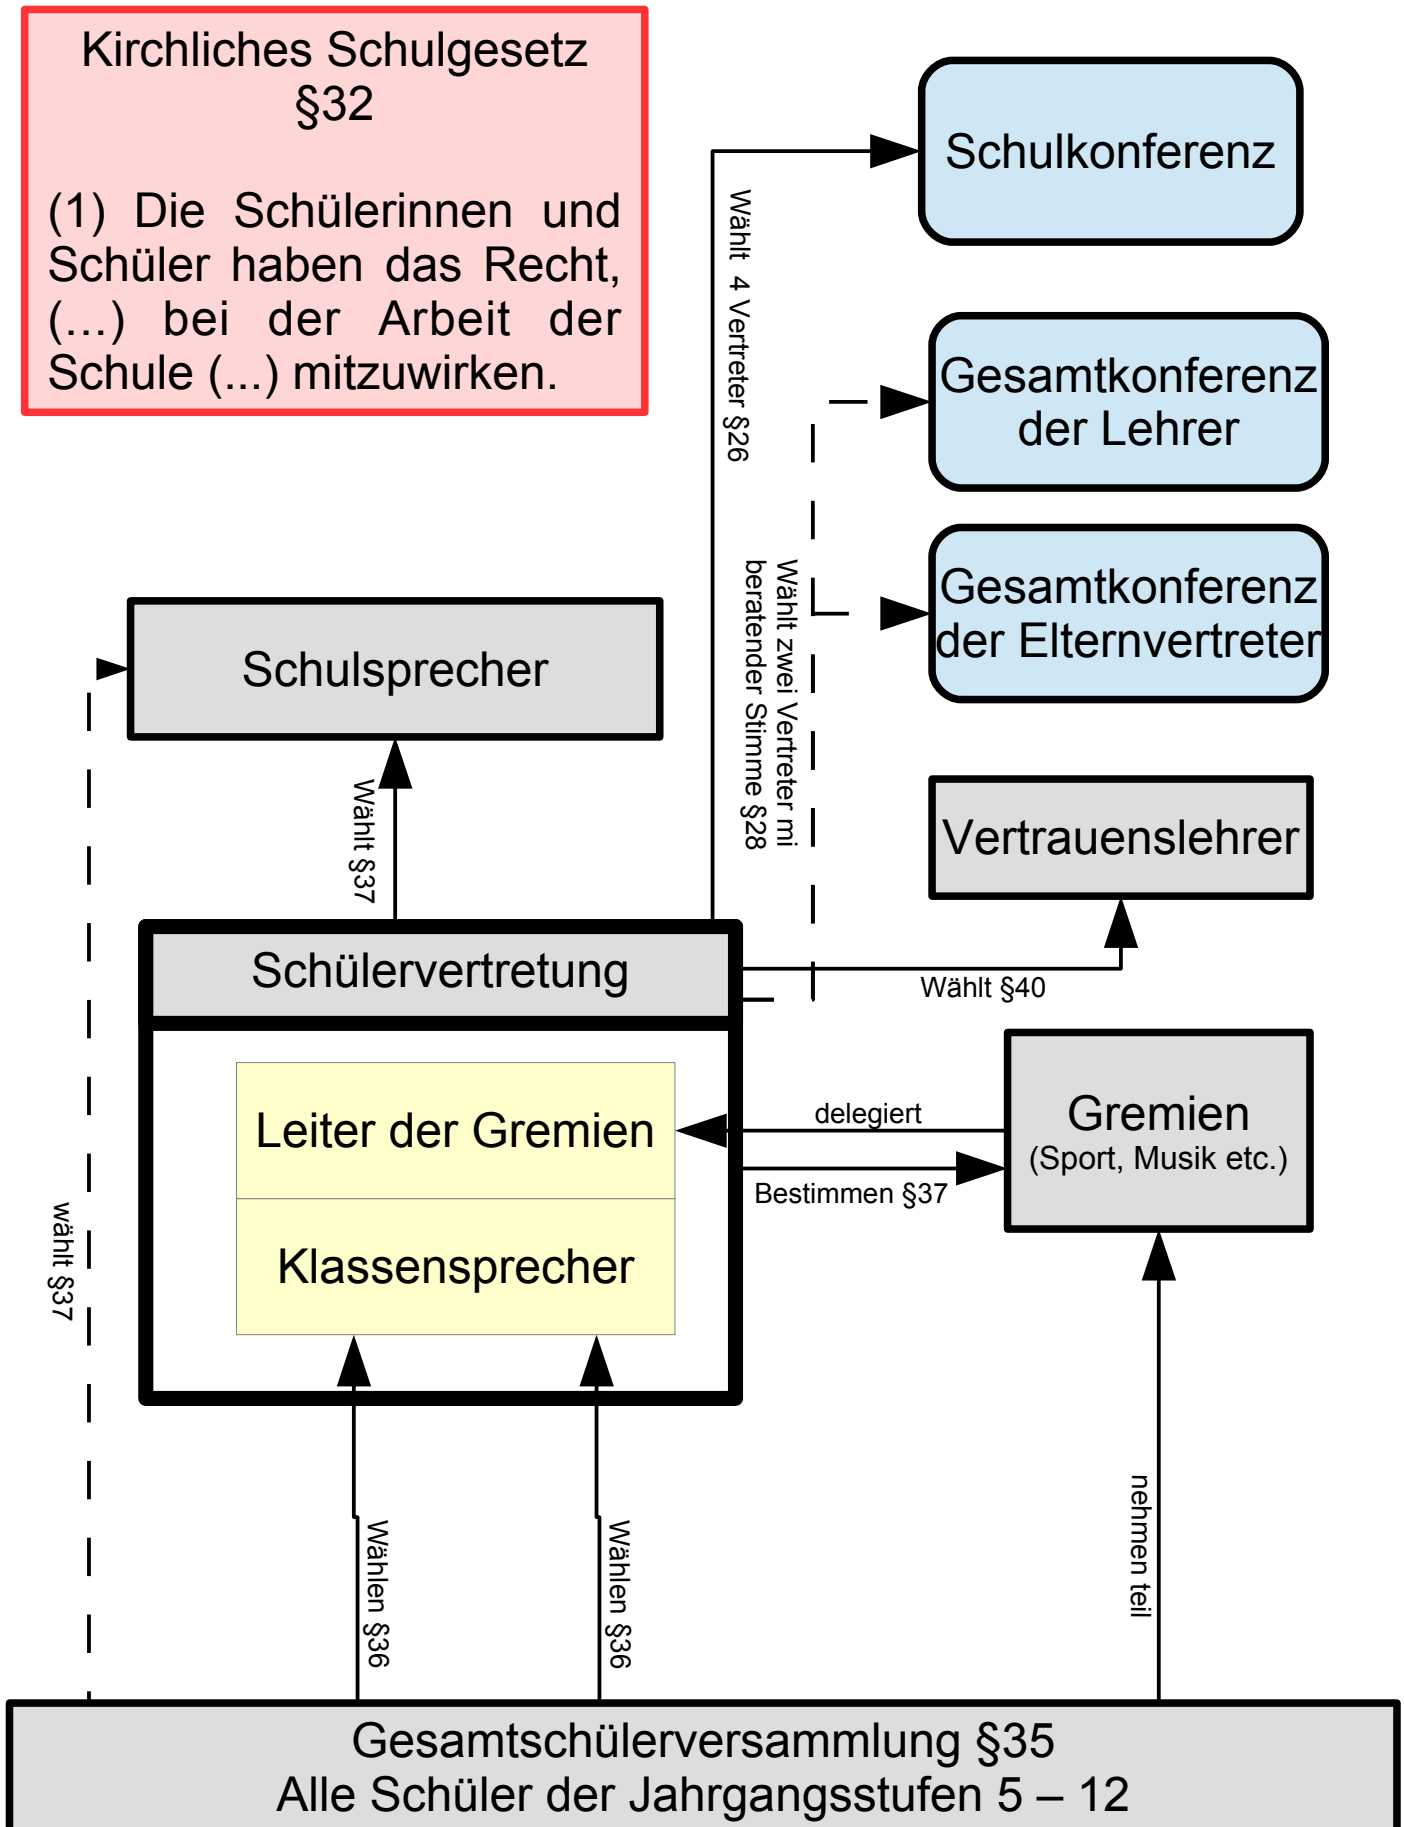 Kirchliches Schulgesetz
§32
(1) Die Schülerinnen und
Schüler haben das Recht,
(…) bei der Arbeit der
Schule (...) mitzuwirken.
Schulkonferenz
Wählt 4 Vertreter §26
Gesamtkonferenz
der Lehrer
Gesamtkonferenz
der Elternvertreter
Wählt zwei Vertreter mi
beratender Stimme §28
Schulsprecher
Wählt §37
Vertrauenslehrer
Wählt §40
Schülervertretung
Leiter der Gremien
Klassensprecher
delegiert
Bestimmen §37
Gremien
(Sport, Musik etc.)
wählt §37
Wählen §36
Wählen §36
nehmen teil
Gesamtschülerversammlung §35
Alle Schüler der Jahrgangsstufen 5 – 12